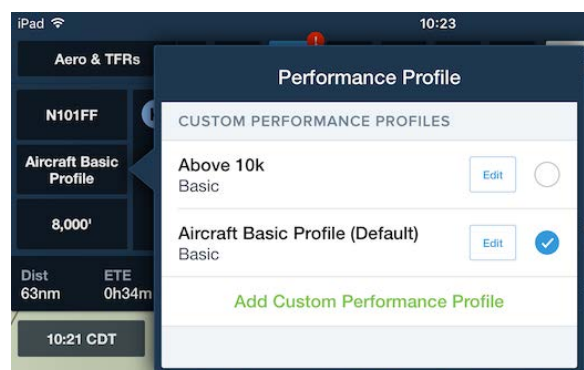 iPad 10:23
Aero & TFRs
!
Performance Profile
N101FF
CUSTOM PERFORMANCE PROFILES
Aircraft Basic
Profile
Above 10k
Basic
Edit
8,000'
Aircraft Basic Profile (Default)
Basic
Edit
Dist ETE
63nm 0h34m
Add Custom Performance Profile
10:21 CDT